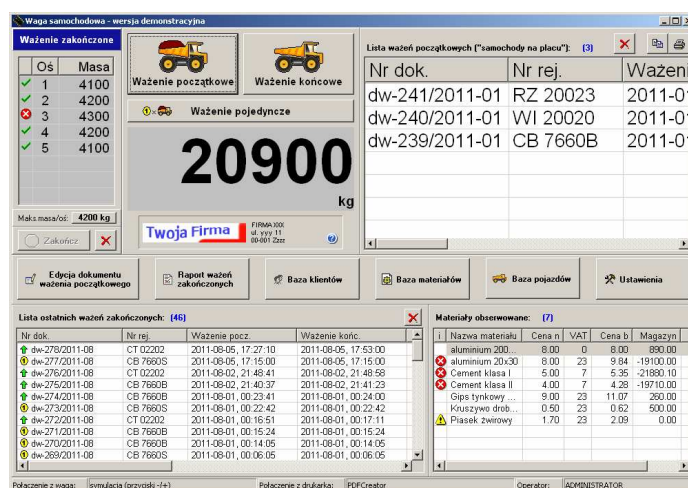 Waga samochodowa - wersja demonstracyjna
Ważenie zakończone
Oś Masa
1 4100
2 4200
3 4300
4 4200
5 4100
Maks.masa/oś: 4200 kg
Zakończ
Ważenie początkowe
Ważenie końcowe
Ważenie pojedyncze
20900
kg
Twoja Firma
FIRMA XXX
ul. yyy 11
00-001 Zzzz
Lista ważeń początkowych ("samochody na placu"): (3)
Nr dok. Nr rej. Ważeni
dw-241/2011-01 RZ 20023 2011-01
dw-240/2011-01 WI 20020 2011-01
dw-239/2011-01 CB 7660B 2011-01
Edycja dokumentu
ważenia początkowego
Raport ważeń
zakończonych
Baza klientów
Baza materiałów
Baza pojazdów
Ustawienia
Lista ostatnich ważeń zakończonych: (46)
Nr dok. Nr rej. Ważenie pocz. Ważenie końc.
dw-278/2011-08 CT 02202 2011-08-05, 17:27:10 2011-08-05, 17:53:00
dw-277/2011-08 CB 7660S 2011-08-05, 17:15:00 2011-08-05, 17:15:00
dw-276/2011-08 CT 02202 2011-08-02, 21:48:41 2011-08-02, 21:48:58
dw-275/2011-08 CB 7660B 2011-08-02, 21:40:37 2011-08-02, 21:41:23
dw-274/2011-08 CB 7660B 2011-08-01, 00:23:41 2011-08-01, 00:24:00
dw-273/2011-08 CB 7660S 2011-08-01, 00:22:42 2011-08-01, 00:22:42
dw-272/2011-08 CT 02202 2011-08-01, 00:16:51 2011-08-01, 00:17:11
dw-271/2011-08 CB 7660B 2011-08-01, 00:15:24 2011-08-01, 00:15:24
dw-270/2011-08 CB 7660B 2011-08-01, 00:14:05 2011-08-01, 00:14:05
dw-269/2011-08 CB 7660S 2011-08-01, 00:06:05 2011-08-01, 00:06:05
Materiały obserwowane: (7)
i Nazwa materiału Cena n VAT Cena b Magazyn
aluminium 200... 8.00 0 8.00 890.00
aluminium 20x30 8.00 23 9.84 -19100.00
Cement klasa I 5.00 7 5.35 -21880.10
Cement klasa II 4.00 7 4.28 -19710.00
Gips tynkowy ... 9.00 23 11.07 260.00
Kruszywo drob... 0.50 23 0.62 500.00
Piasek żwirowy 1.70 23 2.09 0.00
Połączenie z wagą: symulacja (przyciski -/+) Połączenie z drukarką: PDFCreator Operator: ADMINISTRATOR